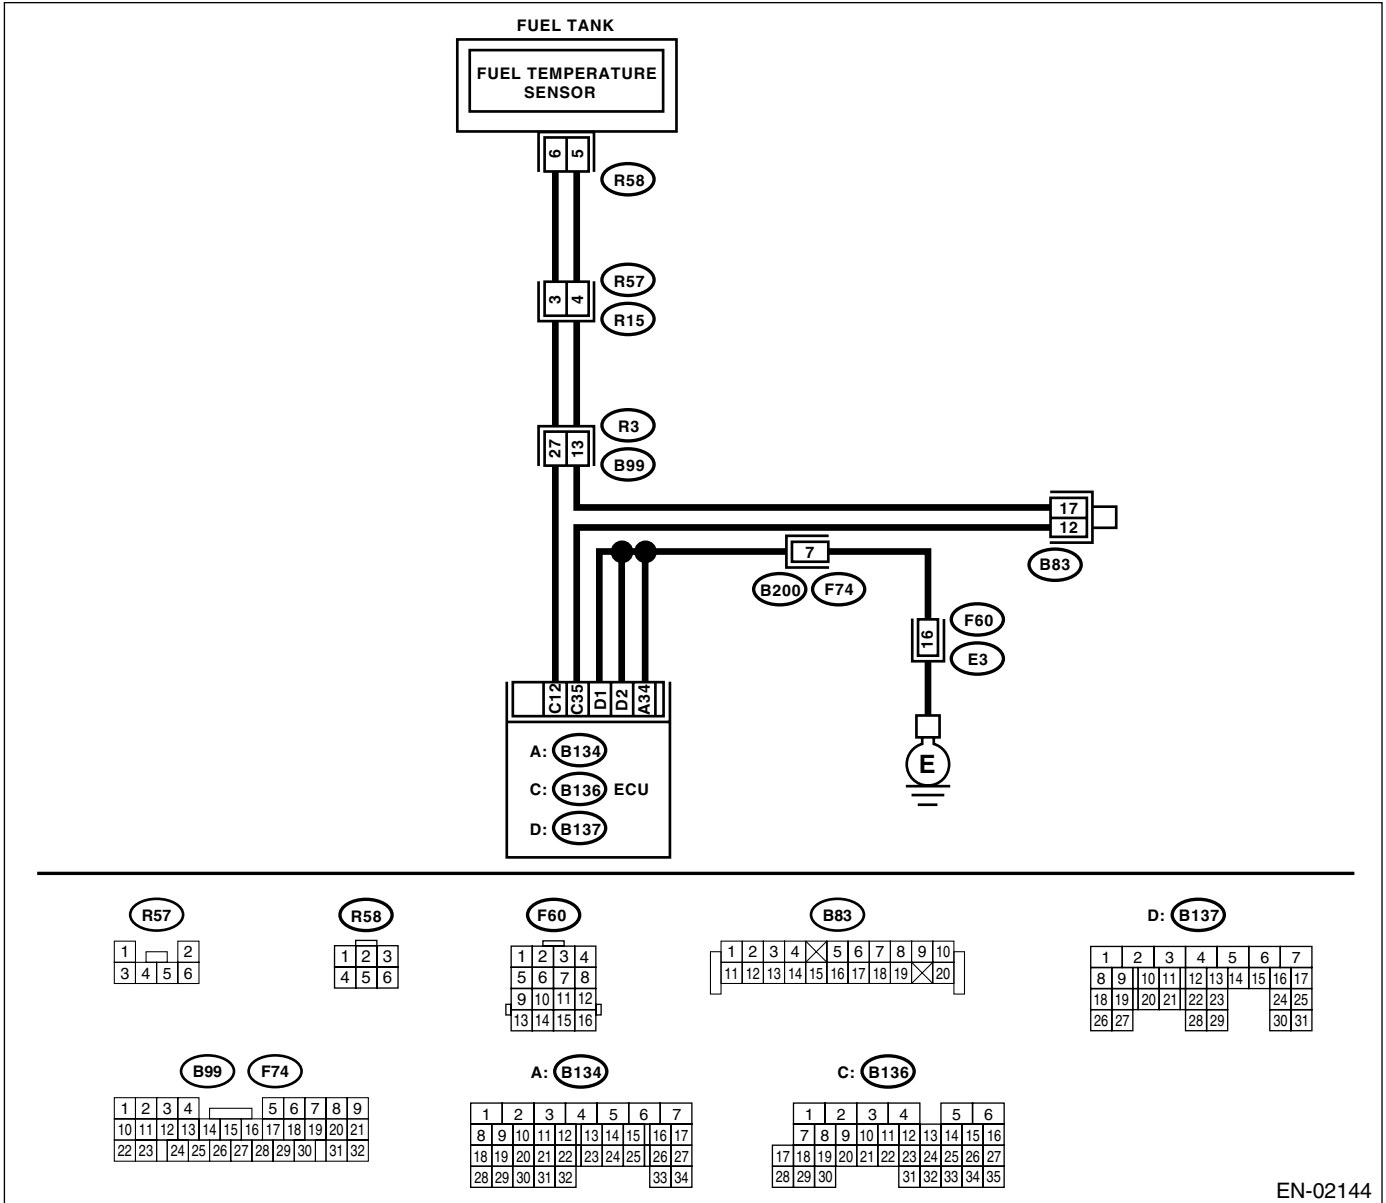 FUEL TANK
FUEL TEMPERATURE
SENSOR
6 5
R58
3 4
R57
R15
27 13
R3
B99
17
12
B83
7
B200 F74
16
F60
E3
E
C12 C35 D1 D2 A34
A: B134
C: B136 ECU
D: B137
R57
1 2
3 4 5 6
R58
1 2 3
4 5 6
F60
1 2 3 4
5 6 7 8
9 10 11 12
13 14 15 16
B83
1 2 3 4 5 6 7 8 9 10
11 12 13 14 15 16 17 18 19 20
D: B137
1 2 3 4 5 6 7
8 9 10 11 12 13 14 15 16 17
18 19 20 21 22 23 24 25
26 27 28 29 30 31
B99 F74
1 2 3 4 5 6 7 8 9
10 11 12 13 14 15 16 17 18 19 20 21
22 23 24 25 26 27 28 29 30 31 32
A: B134
1 2 3 4 5 6 7
8 9 10 11 12 13 14 15 16 17
18 19 20 21 22 23 24 25 26 27
28 29 30 31 32 33 34
C: B136
1 2 3 4 5 6
7 8 9 10 11 12 13 14 15 16
17 18 19 20 21 22 23 24 25 26 27
28 29 30 31 32 33 34 35
EN-02144